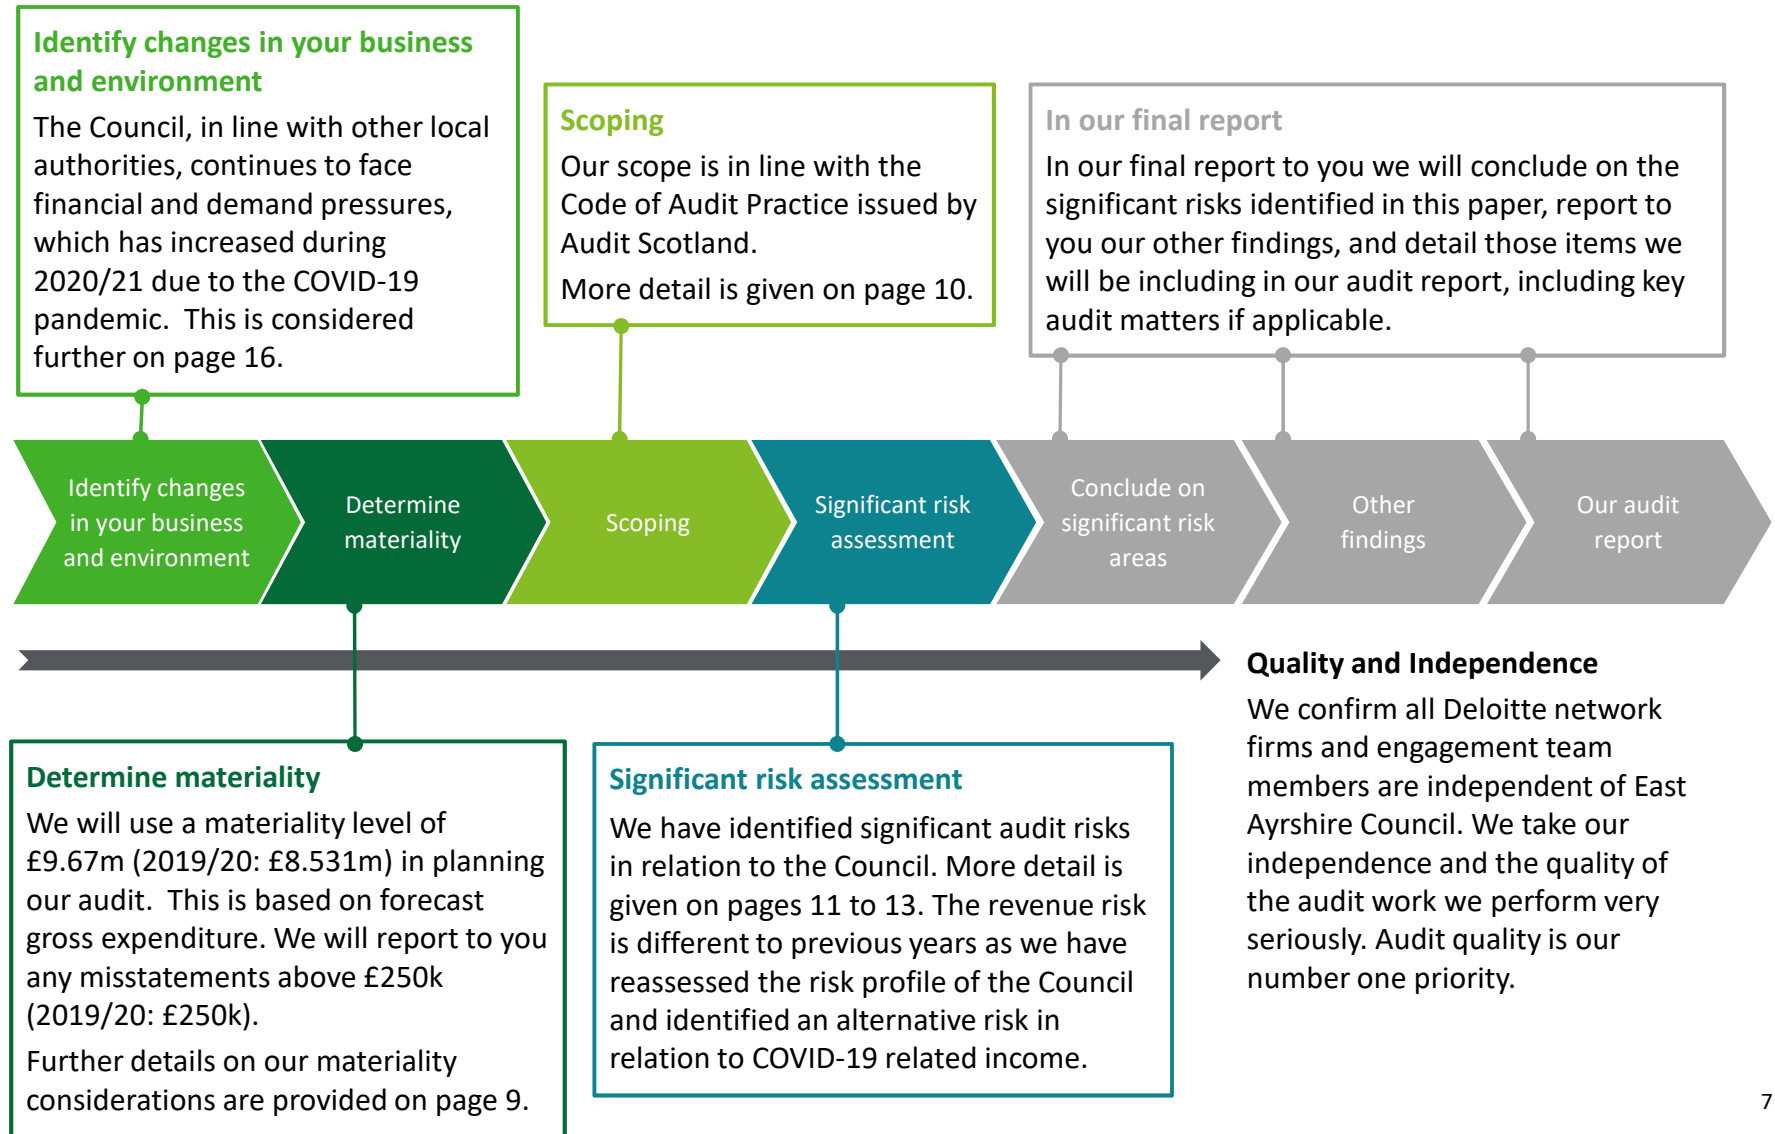 Identify changes in your business
and environment
The Council, in line with other local
authorities, continues to face
financial and demand pressures,
which has increased during
2020/21 due to the COVID-19
pandemic.  This is considered
further on page 16.
Scoping
Our scope is in line with the
Code of Audit Practice issued by
Audit Scotland.
More detail is given on page 10.
In our final report
In our final report to you we will conclude on the
significant risks identified in this paper, report to
you our other findings, and detail those items we
will be including in our audit report, including key
audit matters if applicable.
Identify changes
in your business
and environment
Determine
materiality
Scoping
Significant risk
assessment
Conclude on
significant risk
areas
Other
findings
Our audit
report
Determine materiality
We will use a materiality level of
£9.67m (2019/20: £8.531m) in planning
our audit.  This is based on forecast
gross expenditure. We will report to you
any misstatements above £250k
(2019/20: £250k).
Further details on our materiality
considerations are provided on page 9.
Significant risk assessment
We have identified significant audit risks
in relation to the Council. More detail is
given on pages 11 to 13. The revenue risk
is different to previous years as we have
reassessed the risk profile of the Council
and identified an alternative risk in
relation to COVID-19 related income.
Quality and Independence
We confirm all Deloitte network
firms and engagement team
members are independent of East
Ayrshire Council. We take our
independence and the quality of
the audit work we perform very
seriously. Audit quality is our
number one priority.
7